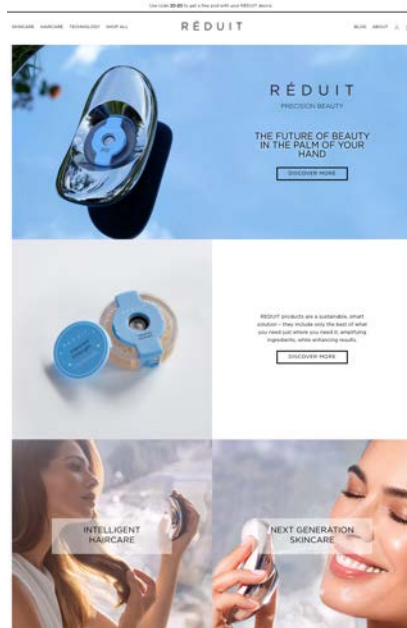 Use code 20-20 to get a free pod with your RÉDUIT device
SKINCARE HAIRCARE TECHNOLOGY SHOP ALL
RÉDUIT
BLOG ABOUT
RÉDUIT
PRECISION BEAUTY
THE FUTURE OF BEAUTY
IN THE PALM OF YOUR
HAND
DISCOVER MORE
RÉDUIT products are a sustainable, smart
solution – they include only the best of what
you need just where you need it, amplifying
ingredients, while enhancing results.
DISCOVER MORE
INTELLIGENT
HAIRCARE
NEXT GENERATION
SKINCARE